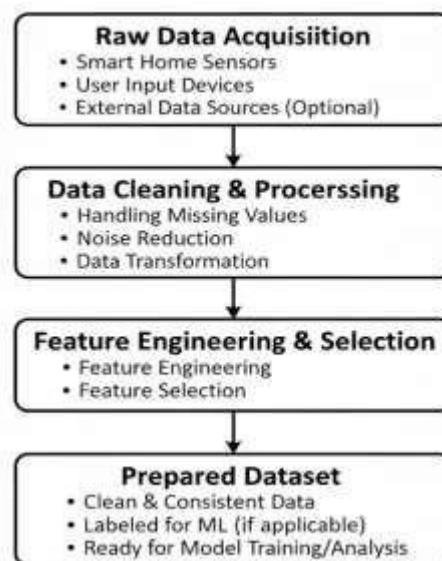 Raw Data Acquisiition
• Smart Home Sensors
• User Input Devices
• External Data Sources (Optional)
Data Cleaning & Procerssing
• Handling Missing Values
• Noise Reduction
• Data Transformation
Feature Engineering & Selection
• Feature Engineering
• Feature Selection
Prepared Dataset
• Clean & Consistent Data
• Labeled for ML (if applicable)
• Ready for Model Training/Analysis